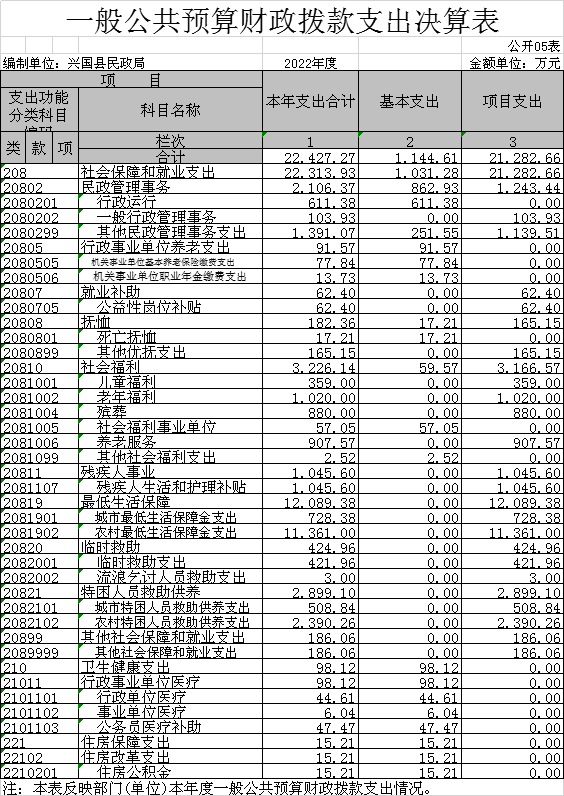 一般公共预算财政拨款支出决算表
公开05表
编制单位：兴国县民政局 2022年度 金额单位：万元
项 目 本年支出合计 基本支出 项目支出
支出功能分类科目编码 科目名称
类 款 项 栏次 1 2 3
合计 22,427.27 1,144.61 21,282.66
208 社会保障和就业支出 22,313.93 1,031.28 21,282.66
20802 民政管理事务 2,106.37 862.93 1,243.44
2080201 行政运行 611.38 611.38 0.00
2080202 一般行政管理事务 103.93 0.00 103.93
2080299 其他民政管理事务支出 1,391.07 251.55 1,139.51
20805 行政事业单位养老支出 91.57 91.57 0.00
2080505 机关事业单位基本养老保险缴费支出 77.84 77.84 0.00
2080506 机关事业单位职业年金缴费支出 13.73 13.73 0.00
20807 就业补助 62.40 0.00 62.40
2080705 公益性岗位补贴 62.40 0.00 62.40
20808 抚恤 182.36 17.21 165.15
2080801 死亡抚恤 17.21 17.21 0.00
2080899 其他优抚支出 165.15 0.00 165.15
20810 社会福利 3,226.14 59.57 3,166.57
2081001 儿童福利 359.00 0.00 359.00
2081002 老年福利 1,020.00 0.00 1,020.00
2081004 殡葬 880.00 0.00 880.00
2081005 社会福利事业单位 57.05 57.05 0.00
2081006 养老服务 907.57 0.00 907.57
2081099 其他社会福利支出 2.52 2.52 0.00
20811 残疾人事业 1,045.60 0.00 1,045.60
2081107 残疾人生活和护理补贴 1,045.60 0.00 1,045.60
20819 最低生活保障 12,089.38 0.00 12,089.38
2081901 城市最低生活保障金支出 728.38 0.00 728.38
2081902 农村最低生活保障金支出 11,361.00 0.00 11,361.00
20820 临时救助 424.96 0.00 424.96
2082001 临时救助支出 421.96 0.00 421.96
2082002 流浪乞讨人员救助支出 3.00 0.00 3.00
20821 特困人员救助供养 2,899.10 0.00 2,899.10
2082101 城市特困人员救助供养支出 508.84 0.00 508.84
2082102 农村特困人员救助供养支出 2,390.26 0.00 2,390.26
20899 其他社会保障和就业支出 186.06 0.00 186.06
2089999 其他社会保障和就业支出 186.06 0.00 186.06
210 卫生健康支出 98.12 98.12 0.00
21011 行政事业单位医疗 98.12 98.12 0.00
2101101 行政单位医疗 44.61 44.61 0.00
2101102 事业单位医疗 6.04 6.04 0.00
2101103 公务员医疗补助 47.47 47.47 0.00
221 住房保障支出 15.21 15.21 0.00
22102 住房改革支出 15.21 15.21 0.00
2210201 住房公积金 15.21 15.21 0.00
注：本表反映部门(单位)本年度一般公共预算财政拨款支出情况。